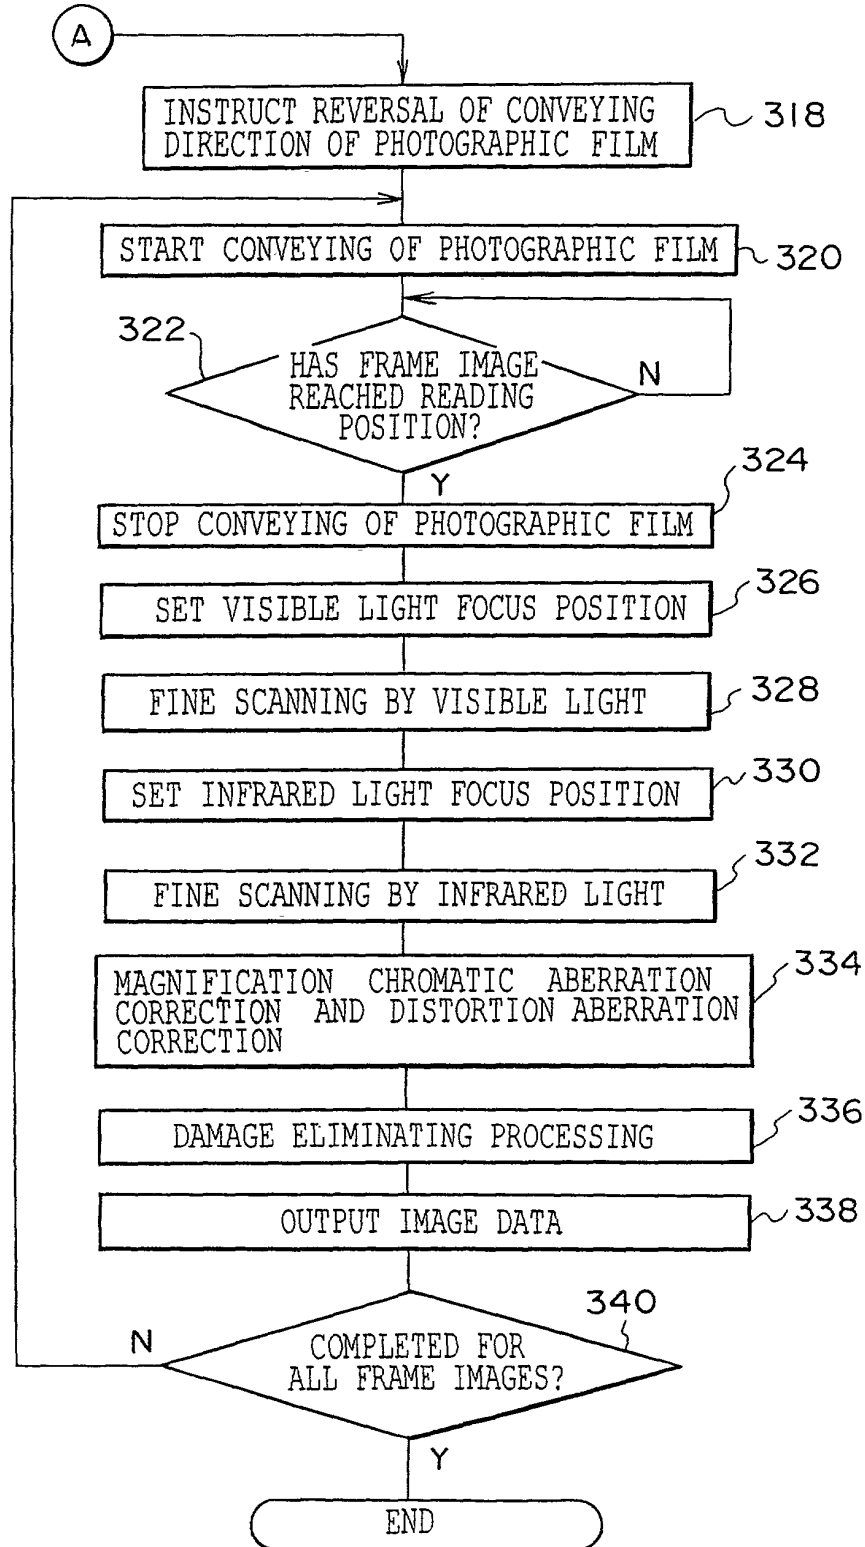 A
INSTRUCT REVERSAL OF CONVEYING
DIRECTION OF PHOTOGRAPHIC FILM
318
START CONVEYING OF PHOTOGRAPHIC FILM
320
322
HAS FRAME IMAGE
REACHED READING
POSITION?
N
Y
324
STOP CONVEYING OF PHOTOGRAPHIC FILM
326
SET VISIBLE LIGHT FOCUS POSITION
328
FINE SCANNING BY VISIBLE LIGHT
330
SET INFRARED LIGHT FOCUS POSITION
332
FINE SCANNING BY INFRARED LIGHT
334
MAGNIFICATION CHROMATIC ABERRATION
CORRECTION AND DISTORTION ABERRATION
CORRECTION
336
DAMAGE ELIMINATING PROCESSING
338
OUTPUT IMAGE DATA
340
N
COMPLETED FOR
ALL FRAME IMAGES?
Y
END